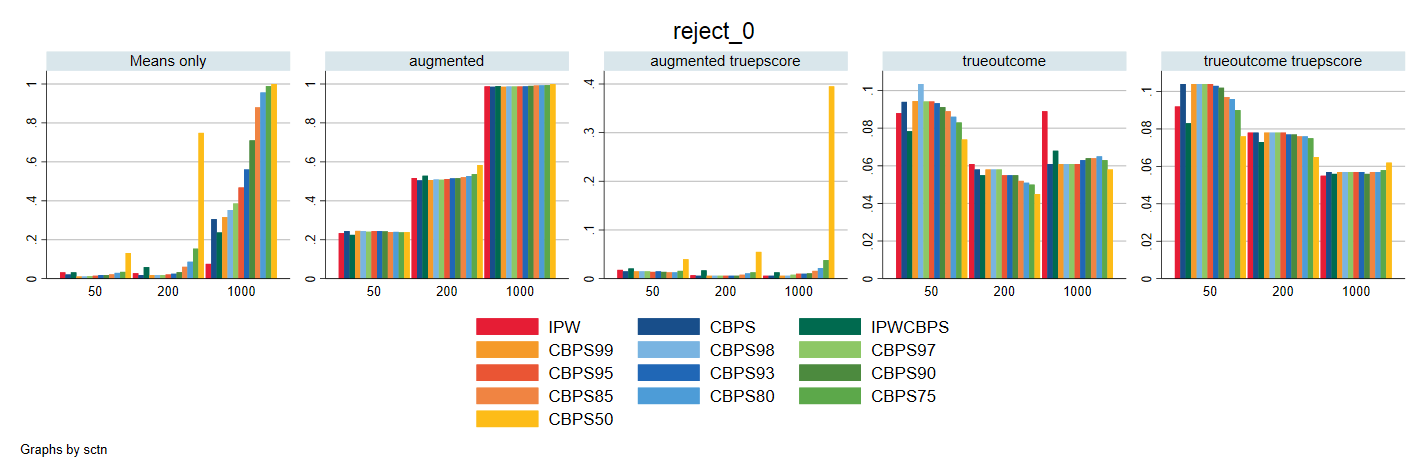 reject_0
Means only
augmented
augmented truepscore
trueoutcome
trueoutcome truepscore
0 .2 .4 .6 .8 1
0 .2 .4 .6 .8 1
0 .1 .2 .3 .4
0 .02 .04 .06 .08 .1
0 .02 .04 .06 .08 .1
50 200 1000
50 200 1000
50 200 1000
50 200 1000
50 200 1000
IPW CBPS IPWCBPS
CBPS99 CBPS98 CBPS97
CBPS95 CBPS93 CBPS90
CBPS85 CBPS80 CBPS75
CBPS50
Graphs by sctn